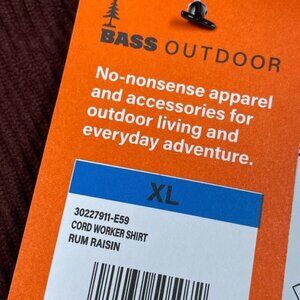 BASS OUTDOOR
No-nonsense apparel
and accessories for
outdoor living and
everyday adventure.
XL
30227911-E59
CORD WORKER SHIRT
RUM RAISIN